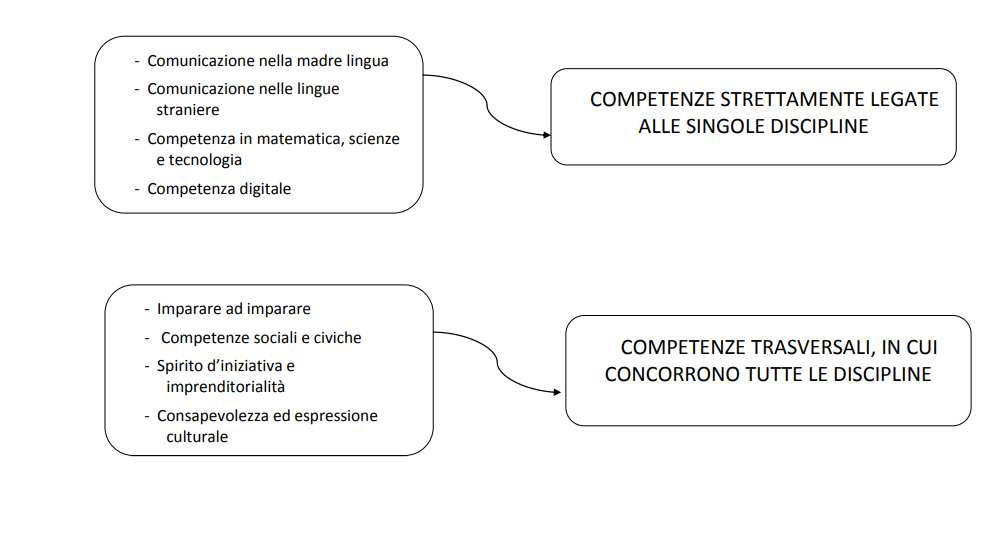 - Comunicazione nella madre lingua
- Comunicazione nelle lingue
straniere
- Competenza in matematica, scienze
e tecnologia
- Competenza digitale
COMPETENZE STRETTAMENTE LEGATE
ALLE SINGOLE DISCIPLINE
- Imparare ad imparare
- Competenze sociali e civiche
- Spirito d’iniziativa e
imprenditorialità
- Consapevolezza ed espressione
culturale
COMPETENZE TRASVERSALI, IN CUI
CONCORRONO TUTTE LE DISCIPLINE